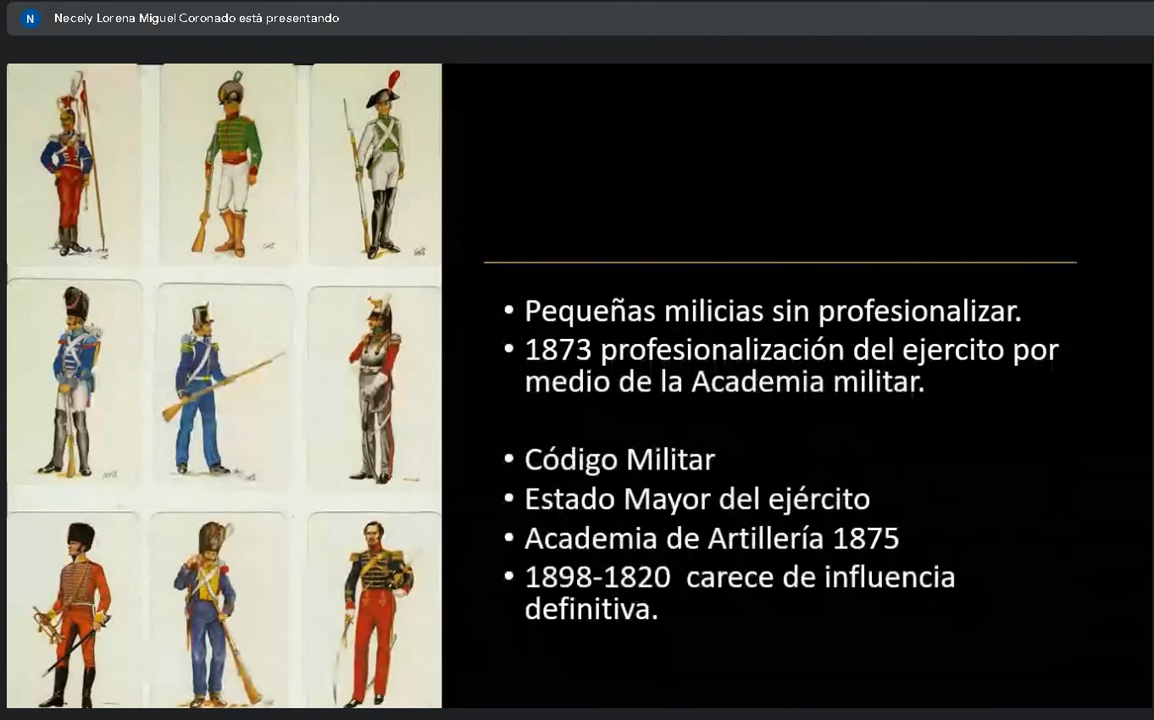 N
Necely Lorena Miguel Coronado está presentando
• Pequeñas milicias sin profesionalizar.
• 1873 profesionalización del ejercito por
medio de la Academia militar.
• Código Militar
• Estado Mayor del ejército
• Academia de Artillería 1875
• 1898-1820 carece de influencia
definitiva.